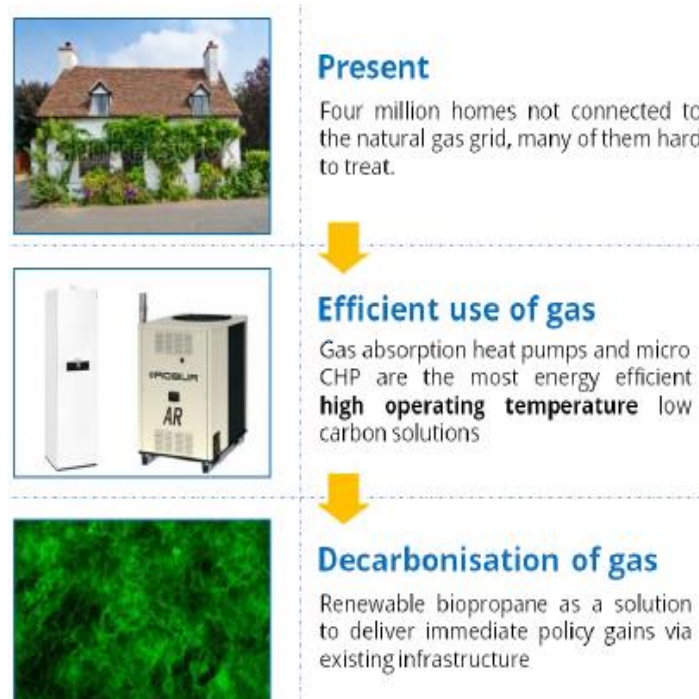 Present
Four million homes not connected to
the natural gas grid, many of them hard
to treat.
Efficient use of gas
Gas absorption heat pumps and micro
CHP are the most energy efficient
high operating temperature low
carbon solutions
ROBUR
AR
Decarbonisation of gas
Renewable biopropane as a solution
to deliver immediate policy gains via
existing infrastructure